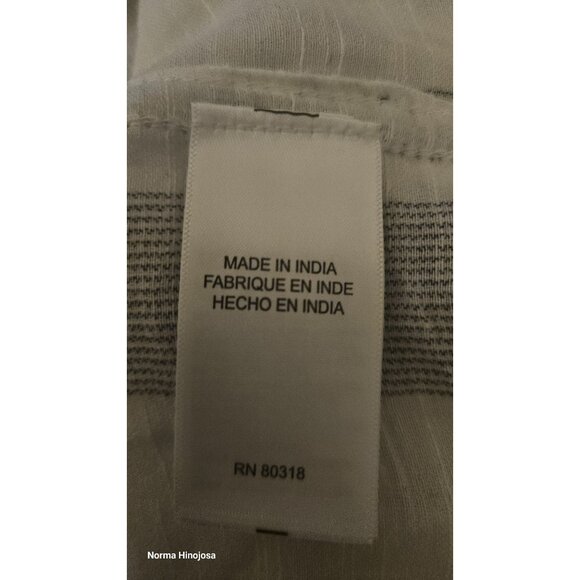 MADE IN INDIA
FABRIQUE EN INDE
HECHO EN INDIA
RN 80318
Norma Hinojosa